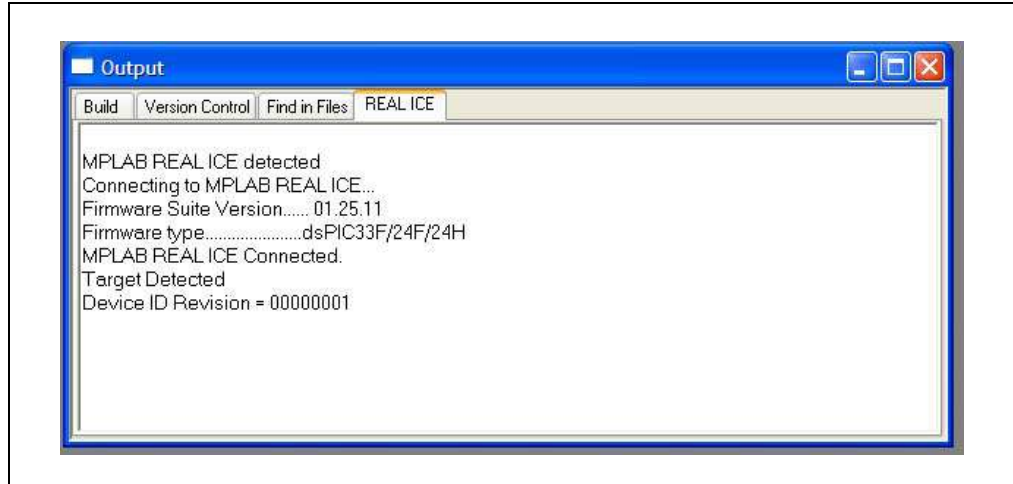 Output
Build Version Control Find in Files REAL ICE
MPLAB REAL ICE detected
Connecting to MPLAB REAL ICE...
Firmware Suite Version...... 01.25.11
Firmware type......................dsPIC33F/24F/24H
MPLAB REAL ICE Connected.
Target Detected
Device ID Revision = 00000001